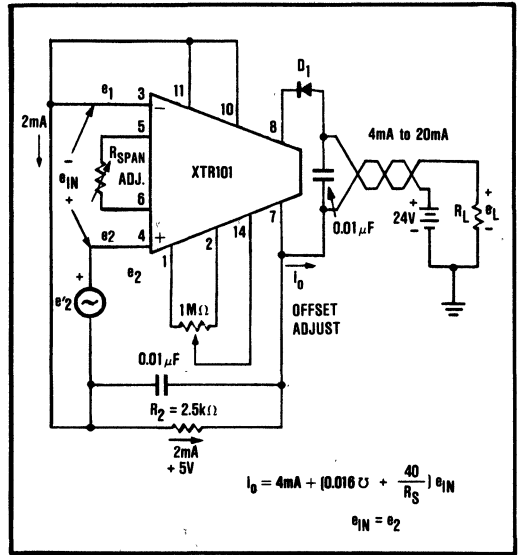 D1
11
10
e1
3
−
8
2mA
4mA to 20mA
5
RSPAN
ADJ.
−
eIN
+
XTR101
6
e2
4
+
e2
1
2
14
7
0.01μF
+
24V
−
RL
+
eL
−
io
+
e'2
1MΩ
OFFSET
ADJUST
0.01μF
R2 = 2.5kΩ
2mA
+ 5V
io = 4mA + (0.016 ℧ + 40/RS) eIN
eIN = e2